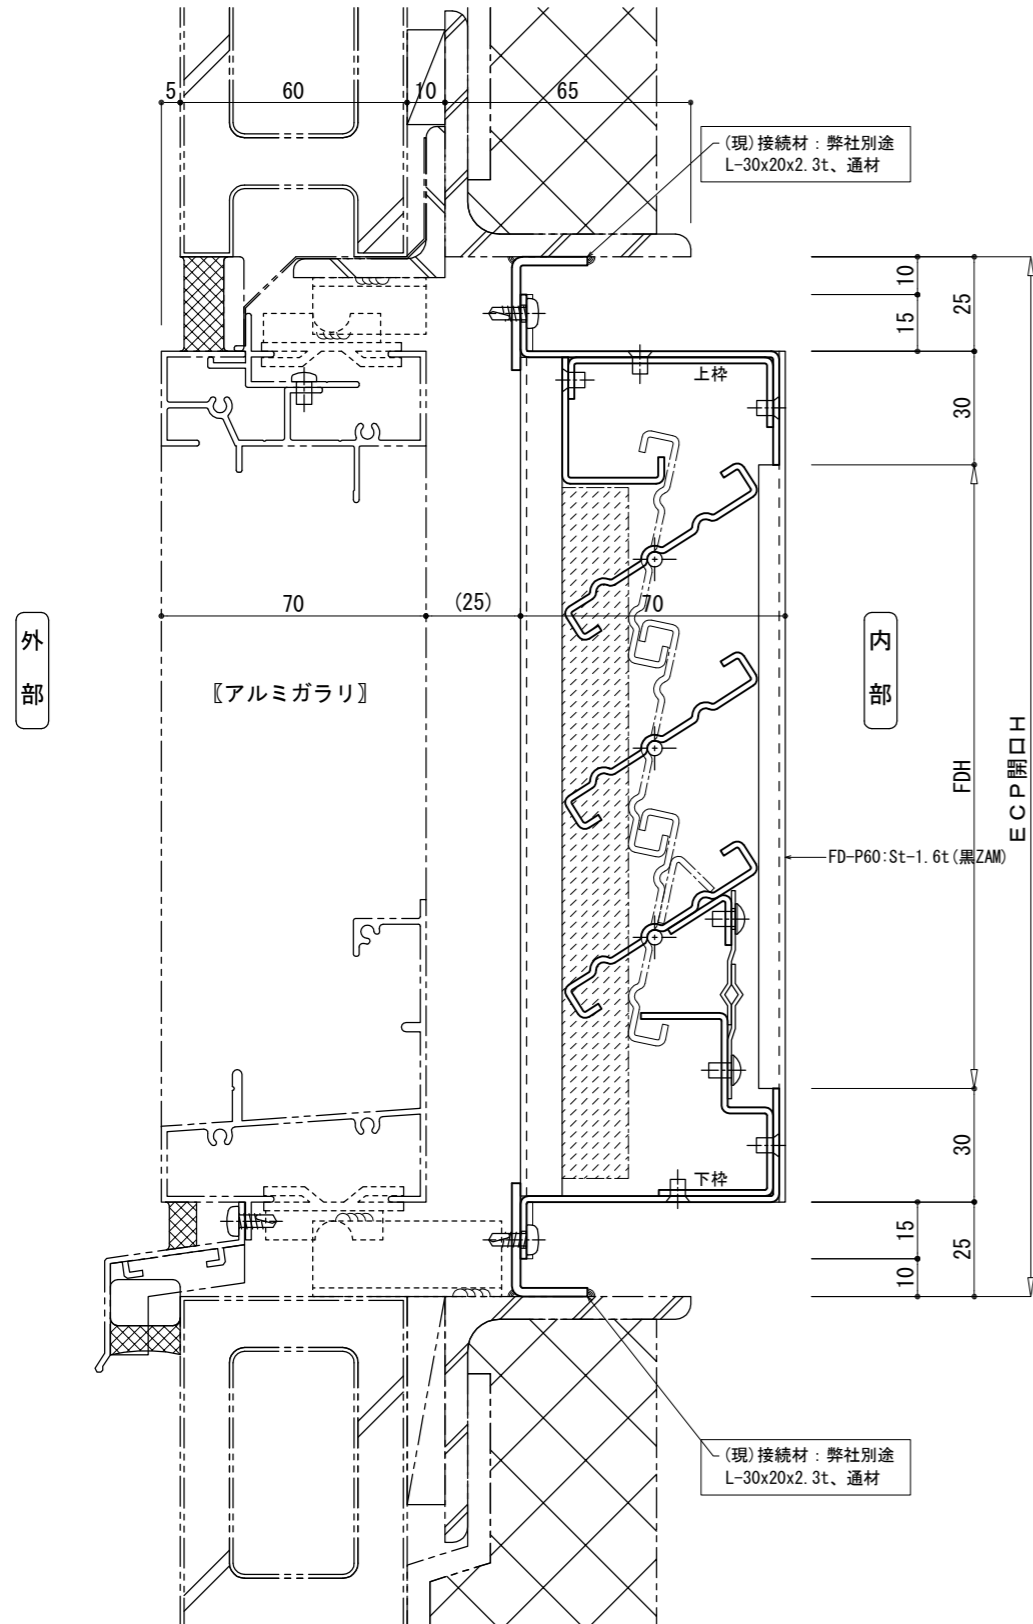 5
60
10
65
(現)接続材：弊社別途
L-30x20x2.3t、通材
10
15
25
上枠
30
70
(25)
70
外部
〖アルミガラリ〗
内部
FDH
ECP開口H
FD-P60:St-1.6t(黒ZAM)
30
下枠
15
10
25
(現)接続材：弊社別途
L-30x20x2.3t、通材